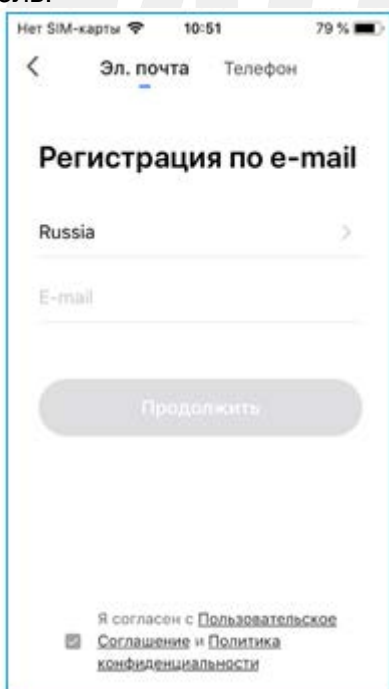 Нет SIM-карты 10:51 79 %
Эл. почта Телефон
Регистрация по e-mail
Russia
E-mail
Продолжить
Я согласен с Пользовательское
Соглашение и Политика
конфиденциальности